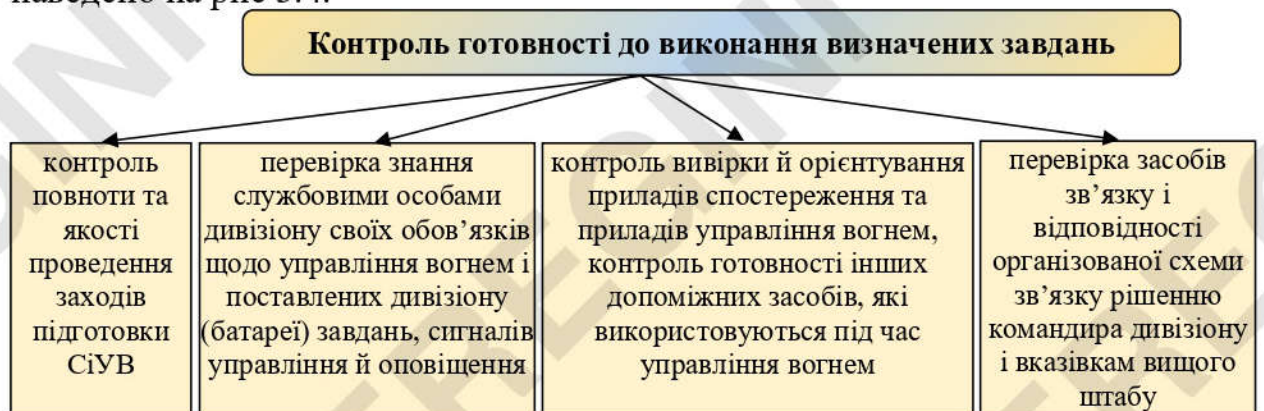 наведено на рис 3.4.
Контроль готовності до виконання визначених завдань
контроль
повноти та
якості
проведення
заходів
підготовки
СіУВ
перевірка знання
службовими особами
дивізіону своїх обов’язків
щодо управління вогнем і
поставлених дивізіону
(батареї) завдань, сигналів
управління й оповіщення
контроль вивірки й орієнтування
приладів спостереження та
приладів управління вогнем,
контроль готовності інших
допоміжних засобів, які
використовуються під час
управління вогнем
перевірка засобів
зв’язку і
відповідності
організованої схеми
зв’язку рішенню
командира дивізіону
і вказівкам вищого
штабу